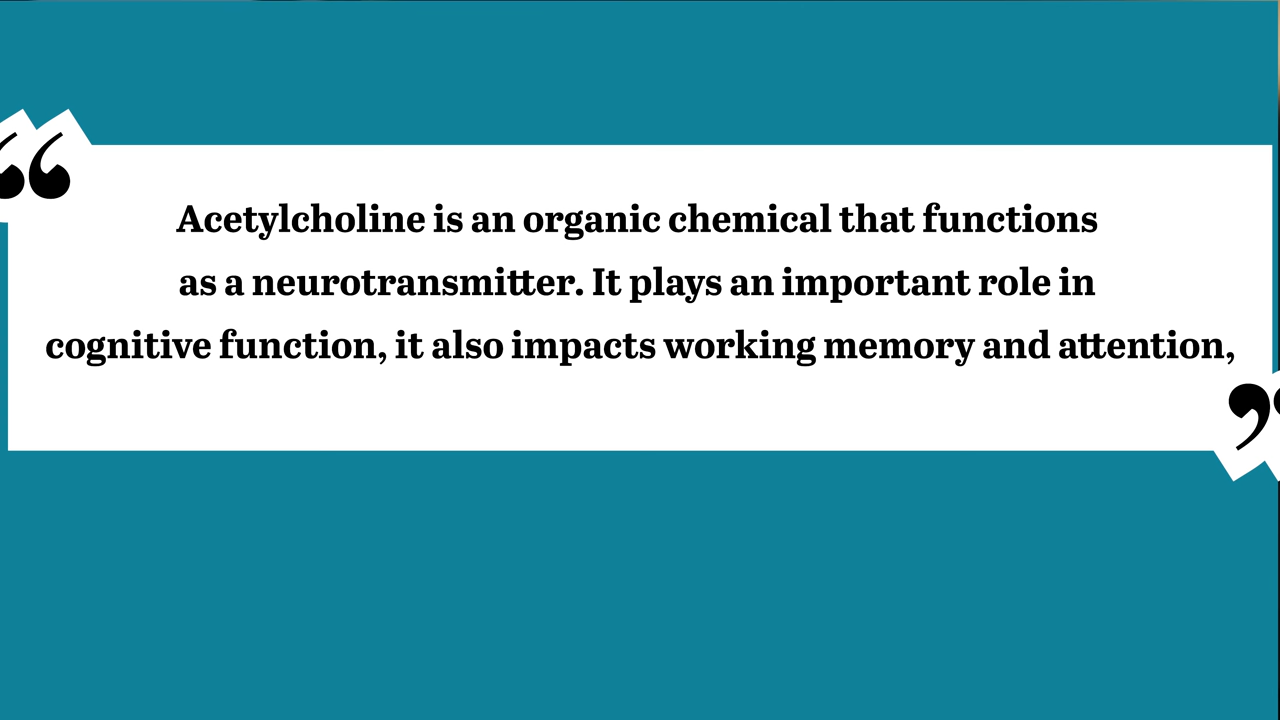 “
Acetylcholine is an organic chemical that functions
as a neurotransmitter. It plays an important role in
cognitive function, it also impacts working memory and attention,
”